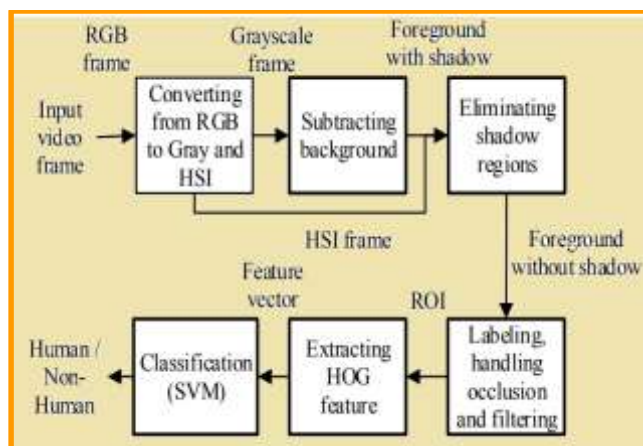 RGB
frame
Grayscale
frame
Foreground
with shadow
Input
video
frame
Converting
from RGB
to Gray and
HSI
Subtracting
background
Eliminating
shadow
regions
HSI frame
Foreground
without shadow
Feature
vector
ROI
Human /
Non-
Human
Classification
(SVM)
Extracting
HOG
feature
Labeling,
handling
occlusion
and filtering